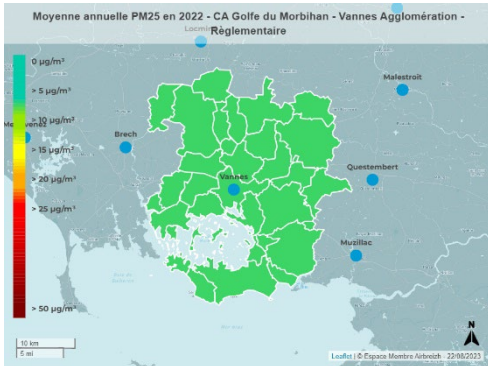 Moyenne annuelle PM25 en 2022 - CA Golfe du Morbihan - Vannes Agglomération -
Règlementaire
0 µg/m³
> 5 µg/m³
> 10 µg/m³
> 15 µg/m³
> 20 µg/m³
> 25 µg/m³
> 50 µg/m³
Malestroit
Brech
Vannes
Questembert
Muzillac
N
10 km
5 mi
Leaflet | © Espace Membre Airbreizh - 22/08/2023